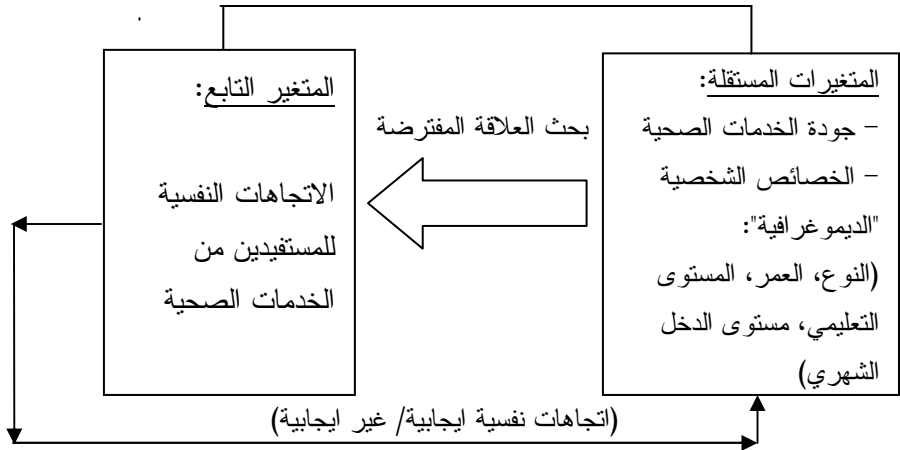 المتغيرات المستقلة:
– جودة الخدمات الصحية
– الخصائص الشخصية
"الديموغرافية":
(النوع، العمر، المستوى
التعليمي، مستوى الدخل
الشهري)
بحث العلاقة المفترضة
المتغير التابع:
الاتجاهات النفسية
للمستفيدين من
الخدمات الصحية
(اتجاهات نفسية ايجابية/ غير ايجابية)